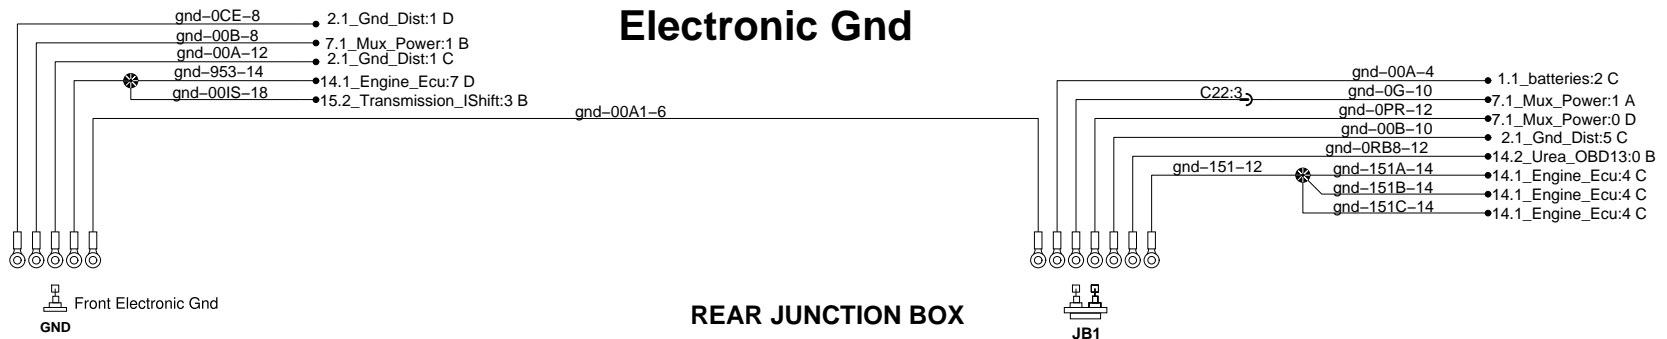 Electronic Gnd
gnd−0CE−8 2.1_Gnd_Dist:1 D
gnd−00B−8 7.1_Mux_Power:1 B
gnd−00A−12 2.1_Gnd_Dist:1 C
gnd−953−14 14.1_Engine_Ecu:7 D
gnd−00IS−18 15.2_Transmission_IShift:3 B
gnd−00A1−6
gnd−00A−4 1.1_batteries:2 C
C22:3 gnd−0G−10 7.1_Mux_Power:1 A
gnd−0PR−12 7.1_Mux_Power:0 D
gnd−00B−10 2.1_Gnd_Dist:5 C
gnd−0RB8−12 14.2_Urea_OBD13:0 B
gnd−151−12 gnd−151A−14 14.1_Engine_Ecu:4 C
gnd−151B−14 14.1_Engine_Ecu:4 C
gnd−151C−14 14.1_Engine_Ecu:4 C
Front Electronic Gnd
GND
REAR JUNCTION BOX
JB1